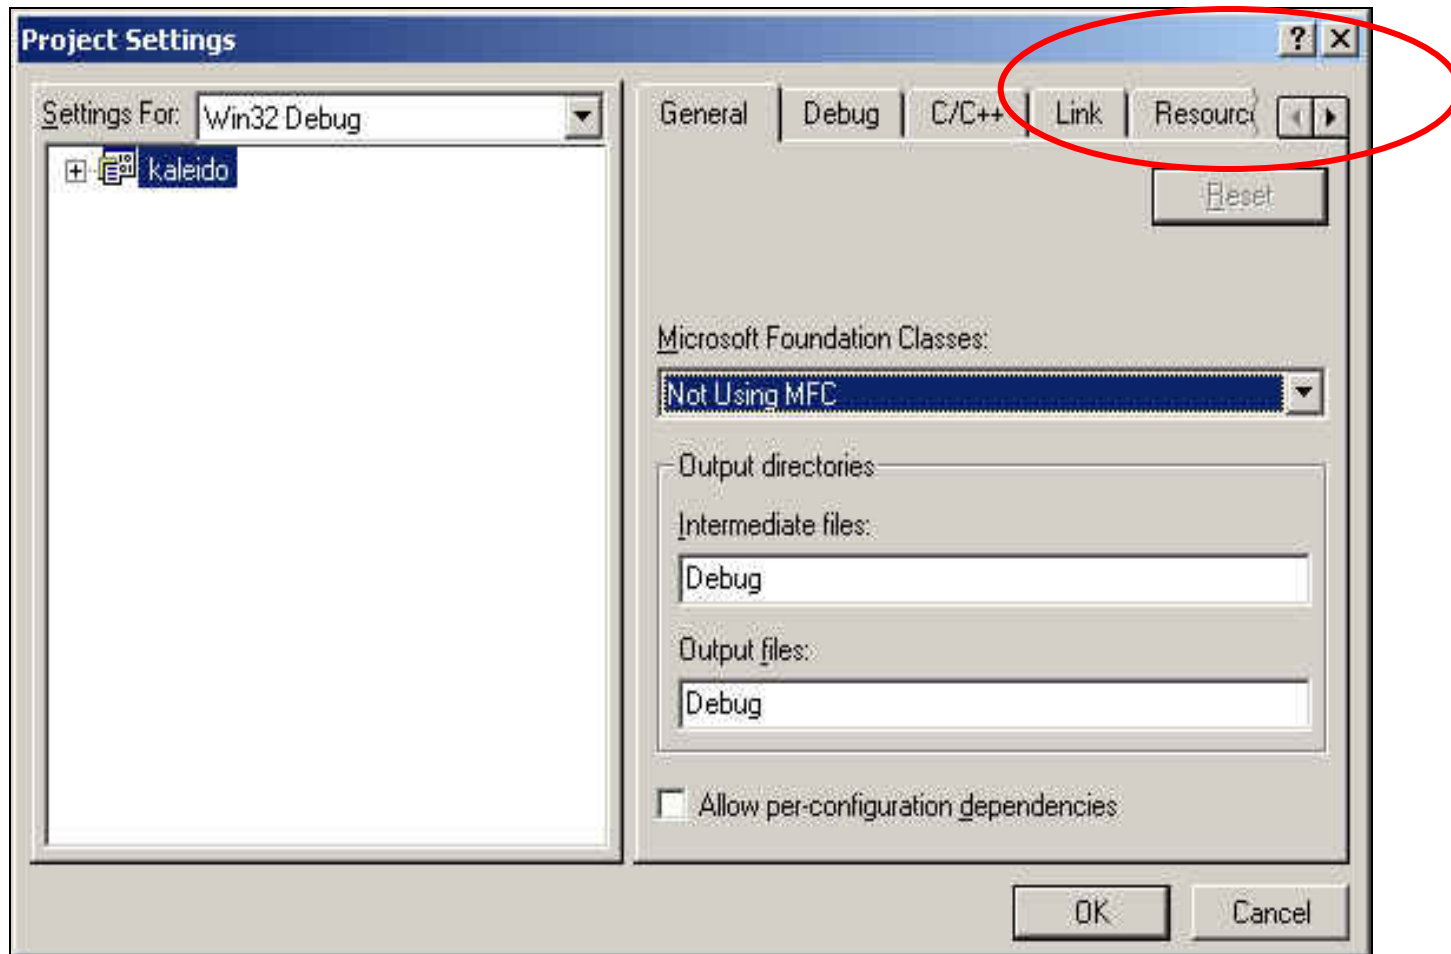 Project Settings
Settings For: Win32 Debug
kaleido
General Debug C/C++ Link Resourc
Reset
Microsoft Foundation Classes:
Not Using MFC
Output directories
Intermediate files:
Debug
Output files:
Debug
Allow per-configuration dependencies
OK Cancel